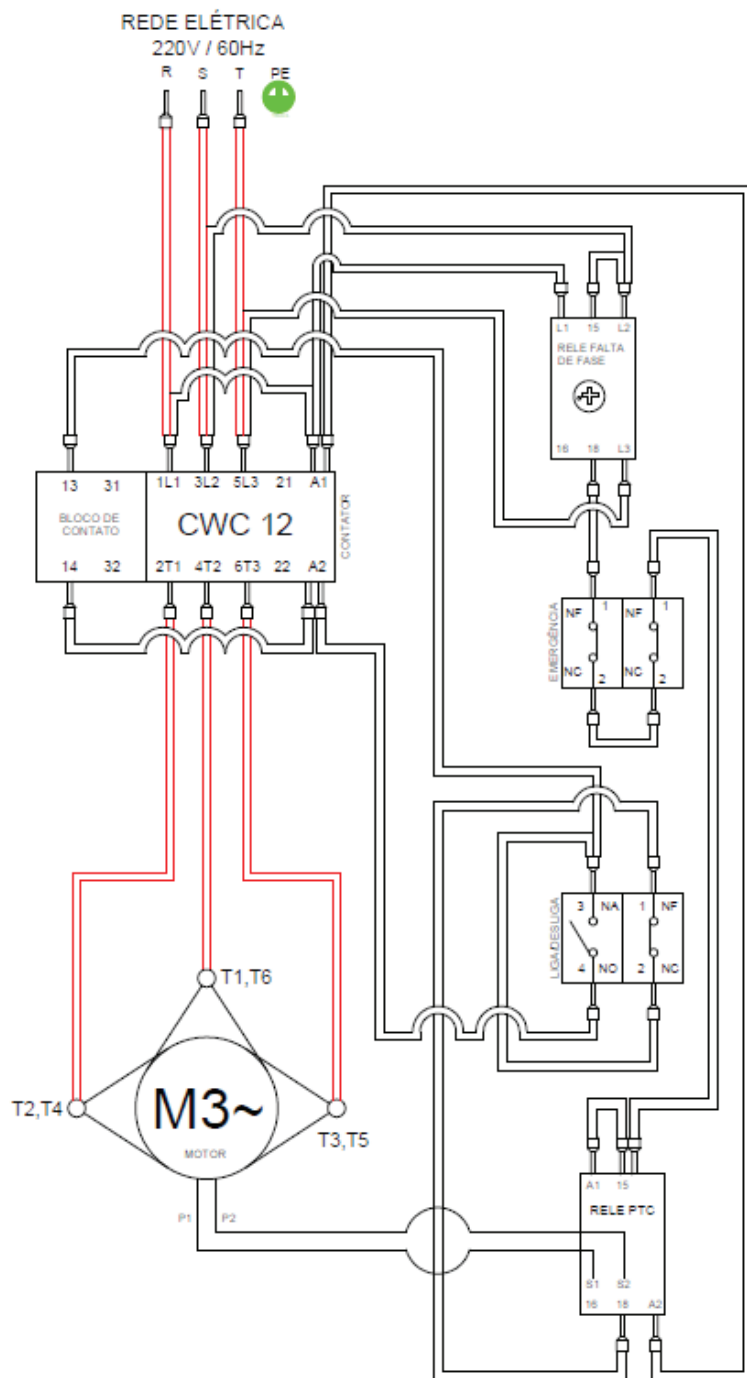 REDE ELÉTRICA
220V / 60Hz
R S T PE
L1 15 L2
RELE FALTA
DE FASE
16 18 L3
13 31 1L1 3L2 5L3 21 A1
BLOCO DE
CONTATO
CWC 12
CONTATOR
14 32 2T1 4T2 6T3 22 A2
EMERGÊNCIA
NF 1 NF 1
NC 2 NC 2
LIGA/DESLIGA
3 NA 1 NF
4 NO 2 NC
T1,T6
M3~
T2,T4
T3,T5
MOTOR
P1 P2
A1 15
RELE PTC
S1 S2
16 18 A2